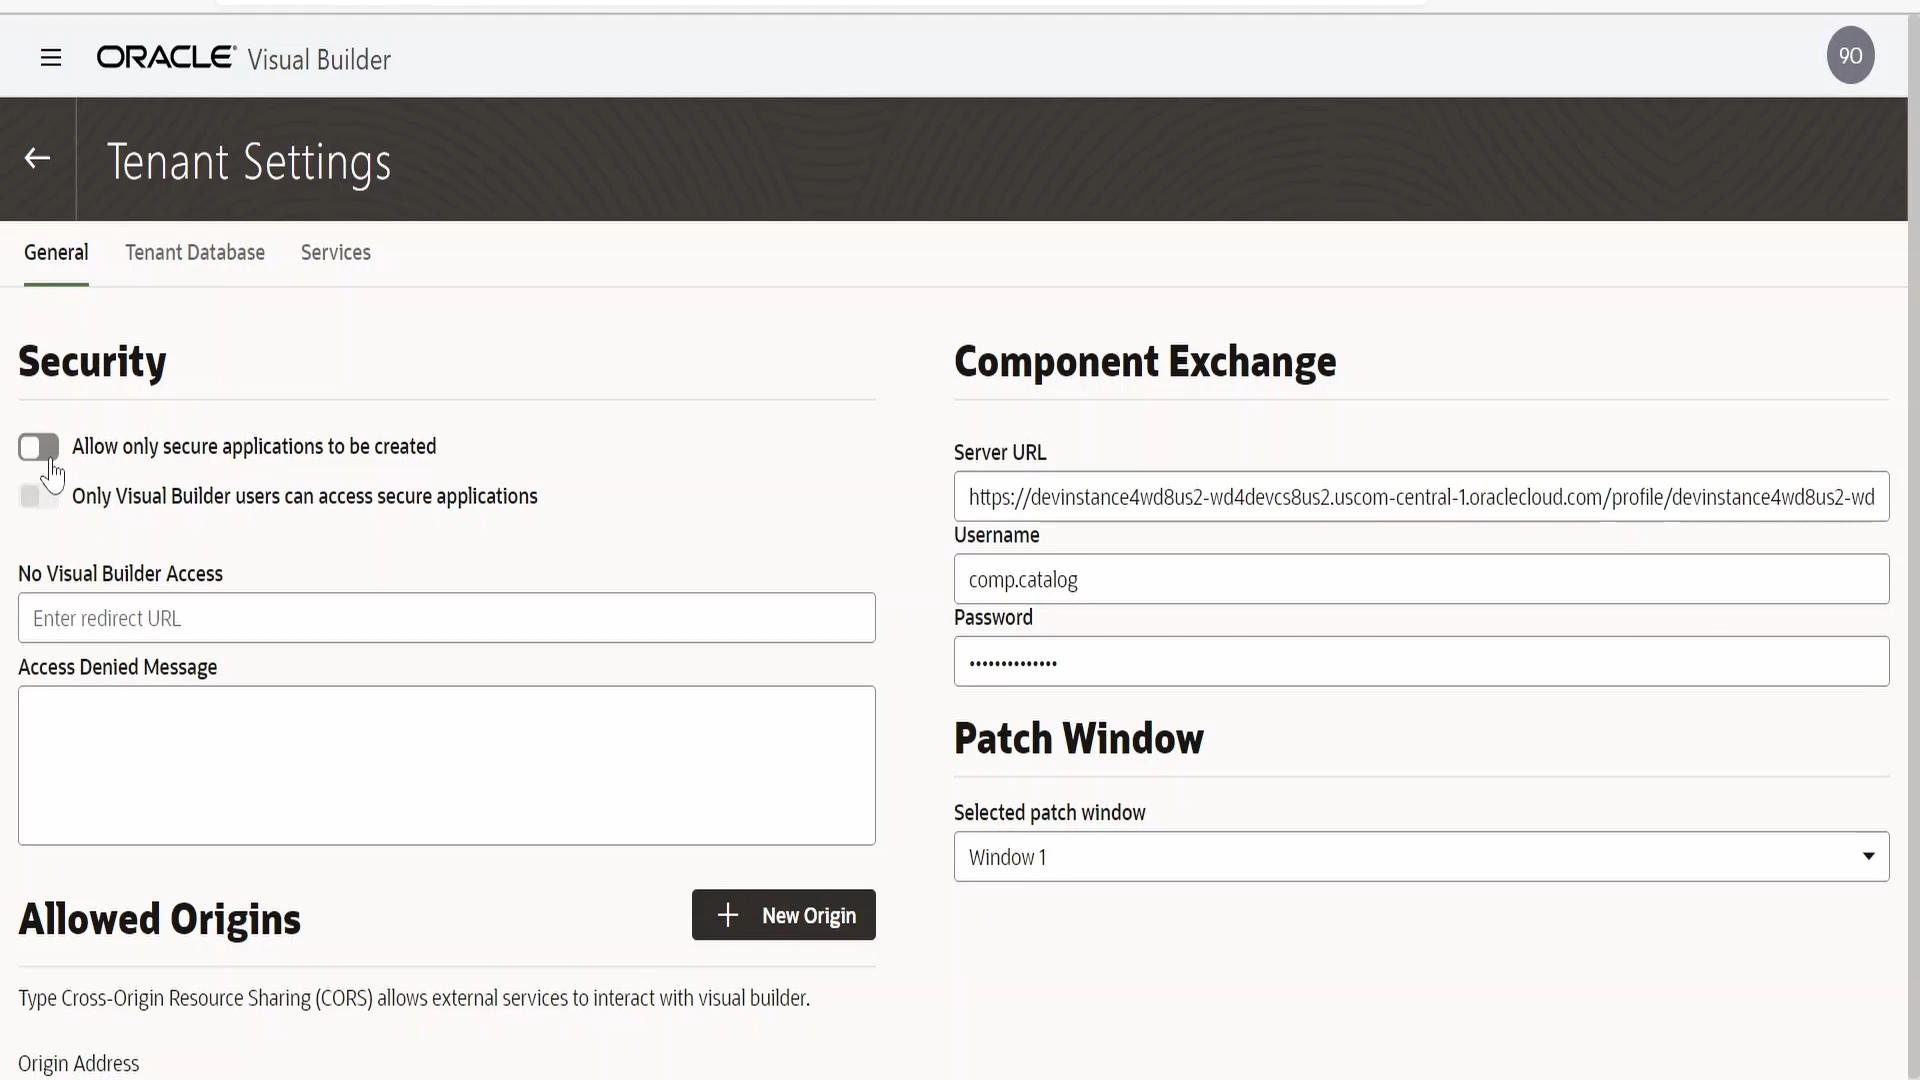 ORACLE Visual Builder
90
Tenant Settings
General
Tenant Database
Services
Security
Allow only secure applications to be created
Only Visual Builder users can access secure applications
No Visual Builder Access
Enter redirect URL
Access Denied Message
Allowed Origins
New Origin
Type Cross-Origin Resource Sharing (CORS) allows external services to interact with visual builder.
Origin Address
Component Exchange
Server URL
https://devinstance4wd8us2-wd4devcs8us2.uscom-central-1.oraclecloud.com/profile/devinstance4wd8us2-wd
Username
comp.catalog
Password
••••••••••••••
Patch Window
Selected patch window
Window 1